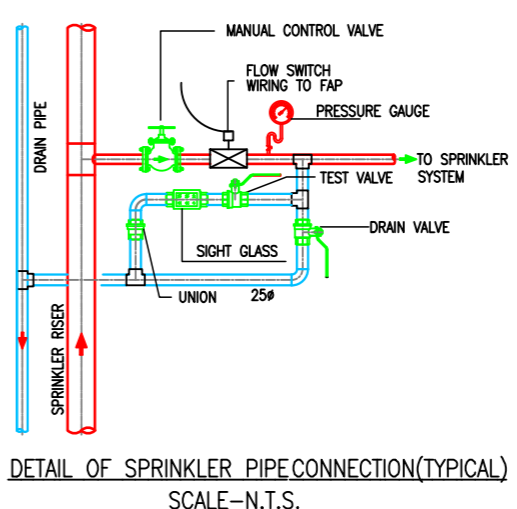 MANUAL CONTROL VALVE
FLOW SWITCH
WIRING TO FAP
PRESSURE GAUGE
DRAIN PIPE
TO SPRINKLER
SYSTEM
TEST VALVE
DRAIN VALVE
SIGHT GLASS
UNION
25ø
SPRINKLER RISER
DETAIL OF SPRINKLER PIPE CONNECTION(TYPICAL)
SCALE-N.T.S.